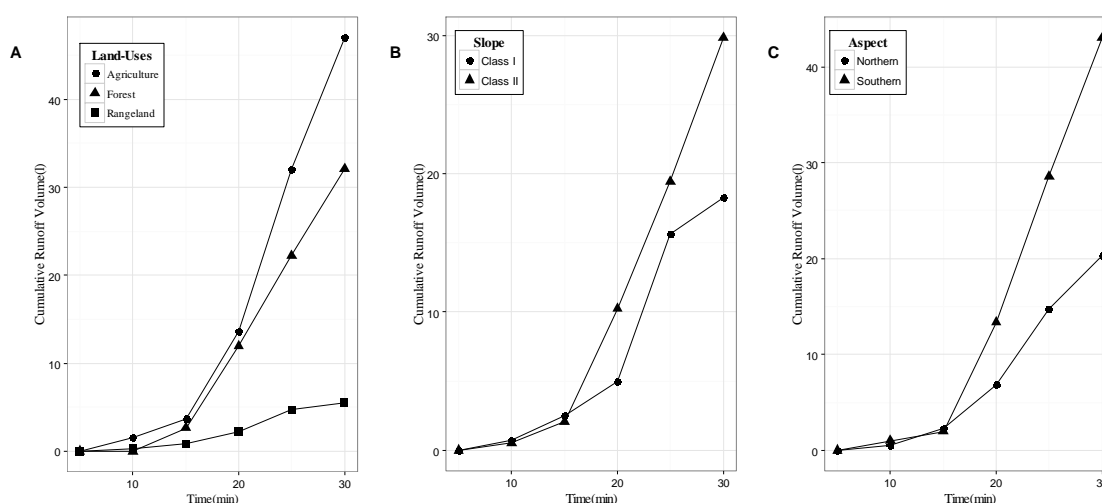 A
Land-Uses
Agriculture
Forest
Rangeland
Cumulative Runoff Volume(l)
40
30
20
10
0
10
20
30
Time(min)
B
Slope
Class I
Class II
Cumulative Runoff Volume(l)
30
20
10
0
10
20
30
Time(min)
C
Aspect
Northern
Southern
Cumulative Runoff Volume(l)
40
30
20
10
0
10
20
30
Time(min)